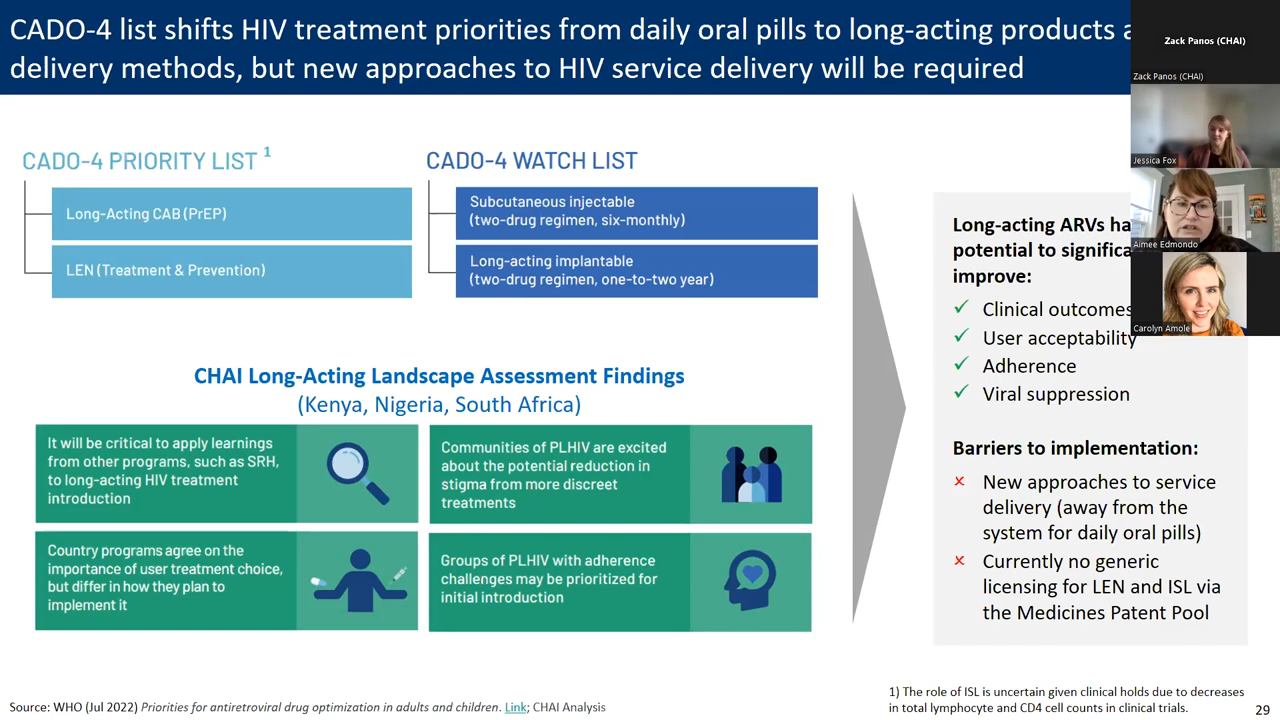 CADO-4 list shifts HIV treatment priorities from daily oral pills to long-acting products
delivery methods, but new approaches to HIV service delivery will be required
Zack Panos (CHAI)
Zack Panos (CHAI)
Jessica Fox
Aimee Edmondo
Carolyn Amole
CADO-4 PRIORITY LIST 1
Long-Acting CAB (PrEP)
LEN (Treatment & Prevention)
CADO-4 WATCH LIST
Subcutaneous injectable
(two-drug regimen, six-monthly)
Long-acting implantable
(two-drug regimen, one-to-two year)
CHAI Long-Acting Landscape Assessment Findings
(Kenya, Nigeria, South Africa)
It will be critical to apply learnings
from other programs, such as SRH,
to long-acting HIV treatment
introduction
Communities of PLHIV are excited
about the potential reduction in
stigma from more discreet
treatments
Country programs agree on the
importance of user treatment choice,
but differ in how they plan to
implement it
Groups of PLHIV with adherence
challenges may be prioritized for
initial introduction
Long-acting ARVs
potential to
improve:
Clinical outcomes
User acceptability
Adherence
Viral suppression
Barriers to implementation:
New approaches to service
delivery (away from the
system for daily oral pills)
Currently no generic
licensing for LEN and ISL via
the Medicines Patent Pool
Source: WHO (Jul 2022) Priorities for antiretroviral drug optimization in adults and children. Link; CHAI Analysis
1) The role of ISL is uncertain given clinical holds due to decreases
in total lymphocyte and CD4 cell counts in clinical trials.
29